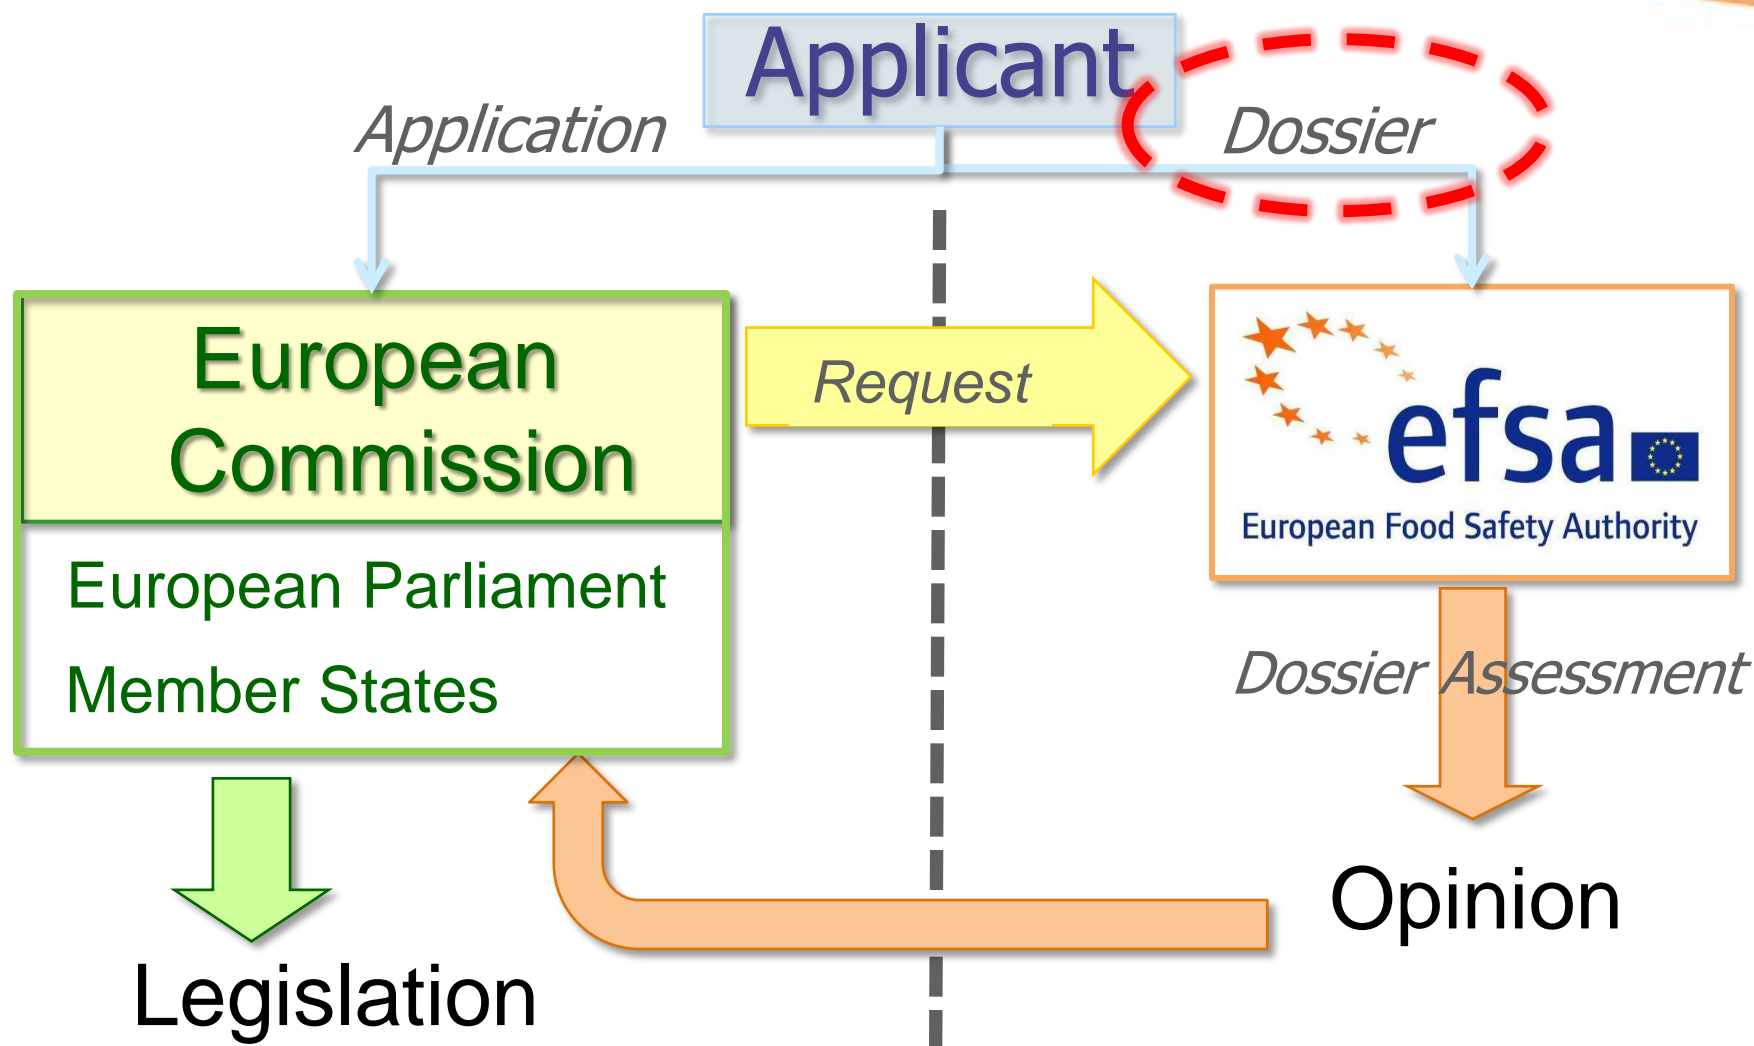 Applicant
Application
Dossier
European
Commission
Request
efsa
European Food Safety Authority
European Parliament
Member States
Dossier Assessment
Opinion
Legislation